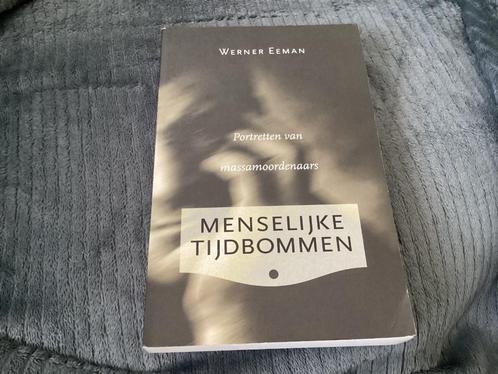 WERNER EEMAN
Portretten van
massamoordenaars
MENSELIJKE
TIJDBOMMEN